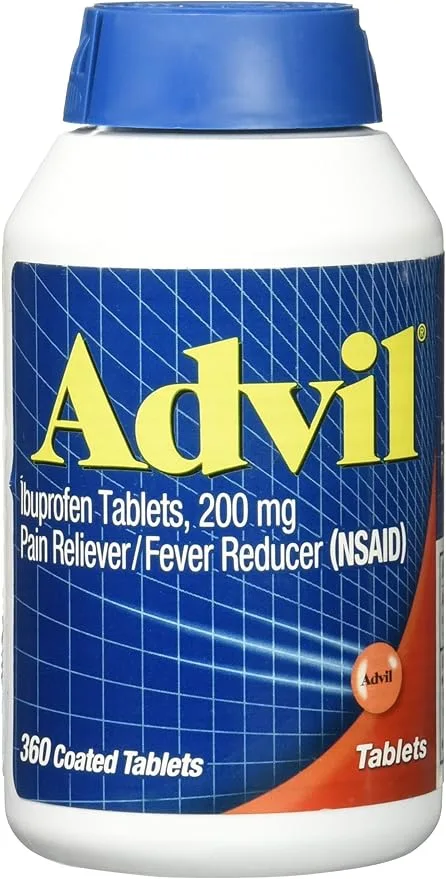 Advil®
Ibuprofen Tablets, 200 mg
Pain Reliever/Fever Reducer (NSAID)
Advil
360 Coated Tablets
Tablets